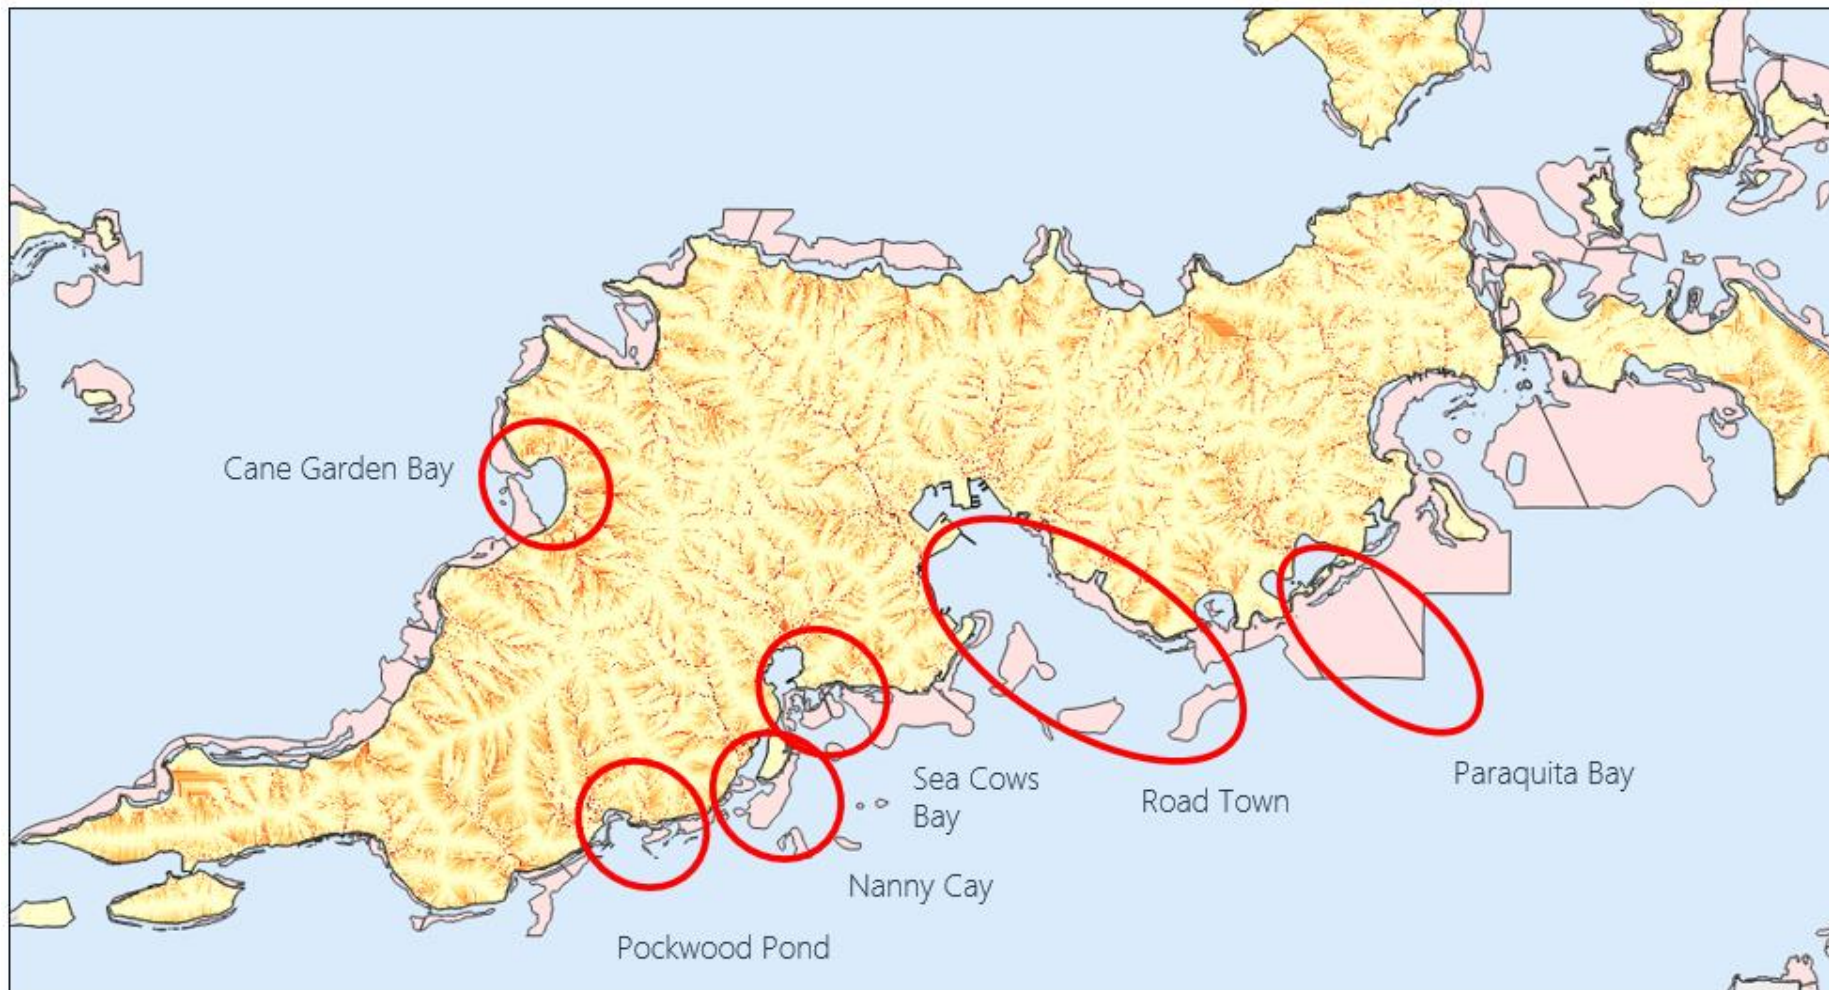 Cane Garden Bay
Sea Cows
Bay
Road Town
Paraquita Bay
Nanny Cay
Pockwood Pond